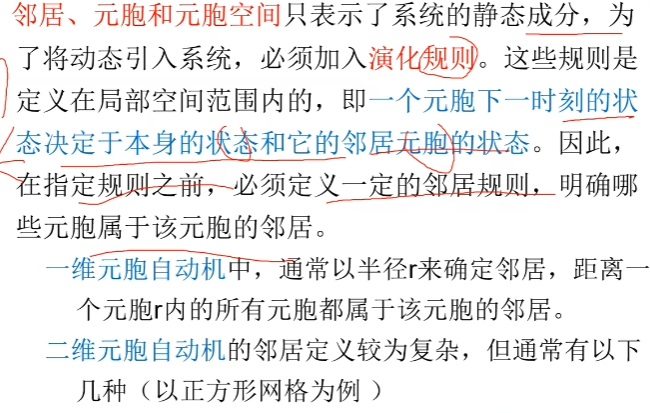 邻居、元胞和元胞空间只表示了系统的静态成分，为
了将动态引入系统，必须加入演化规则。这些规则是
定义在局部空间范围内的，即一个元胞下一时刻的状
态决定于本身的状态和它的邻居元胞的状态。因此，
在指定规则之前，必须定义一定的邻居规则，明确哪
些元胞属于该元胞的邻居。
一维元胞自动机中，通常以半径r来确定邻居，距离一
个元胞r内的所有元胞都属于该元胞的邻居。
二维元胞自动机的邻居定义较为复杂，但通常有以下
几种（以正方形网格为例 ）